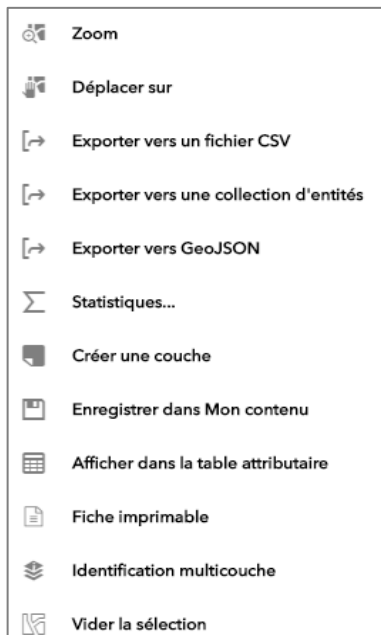 Zoom
Déplacer sur
Exporter vers un fichier CSV
Exporter vers une collection d'entités
Exporter vers GeoJSON
Statistiques...
Créer une couche
Enregistrer dans Mon contenu
Afficher dans la table attributaire
Fiche imprimable
Identification multicouche
Vider la sélection